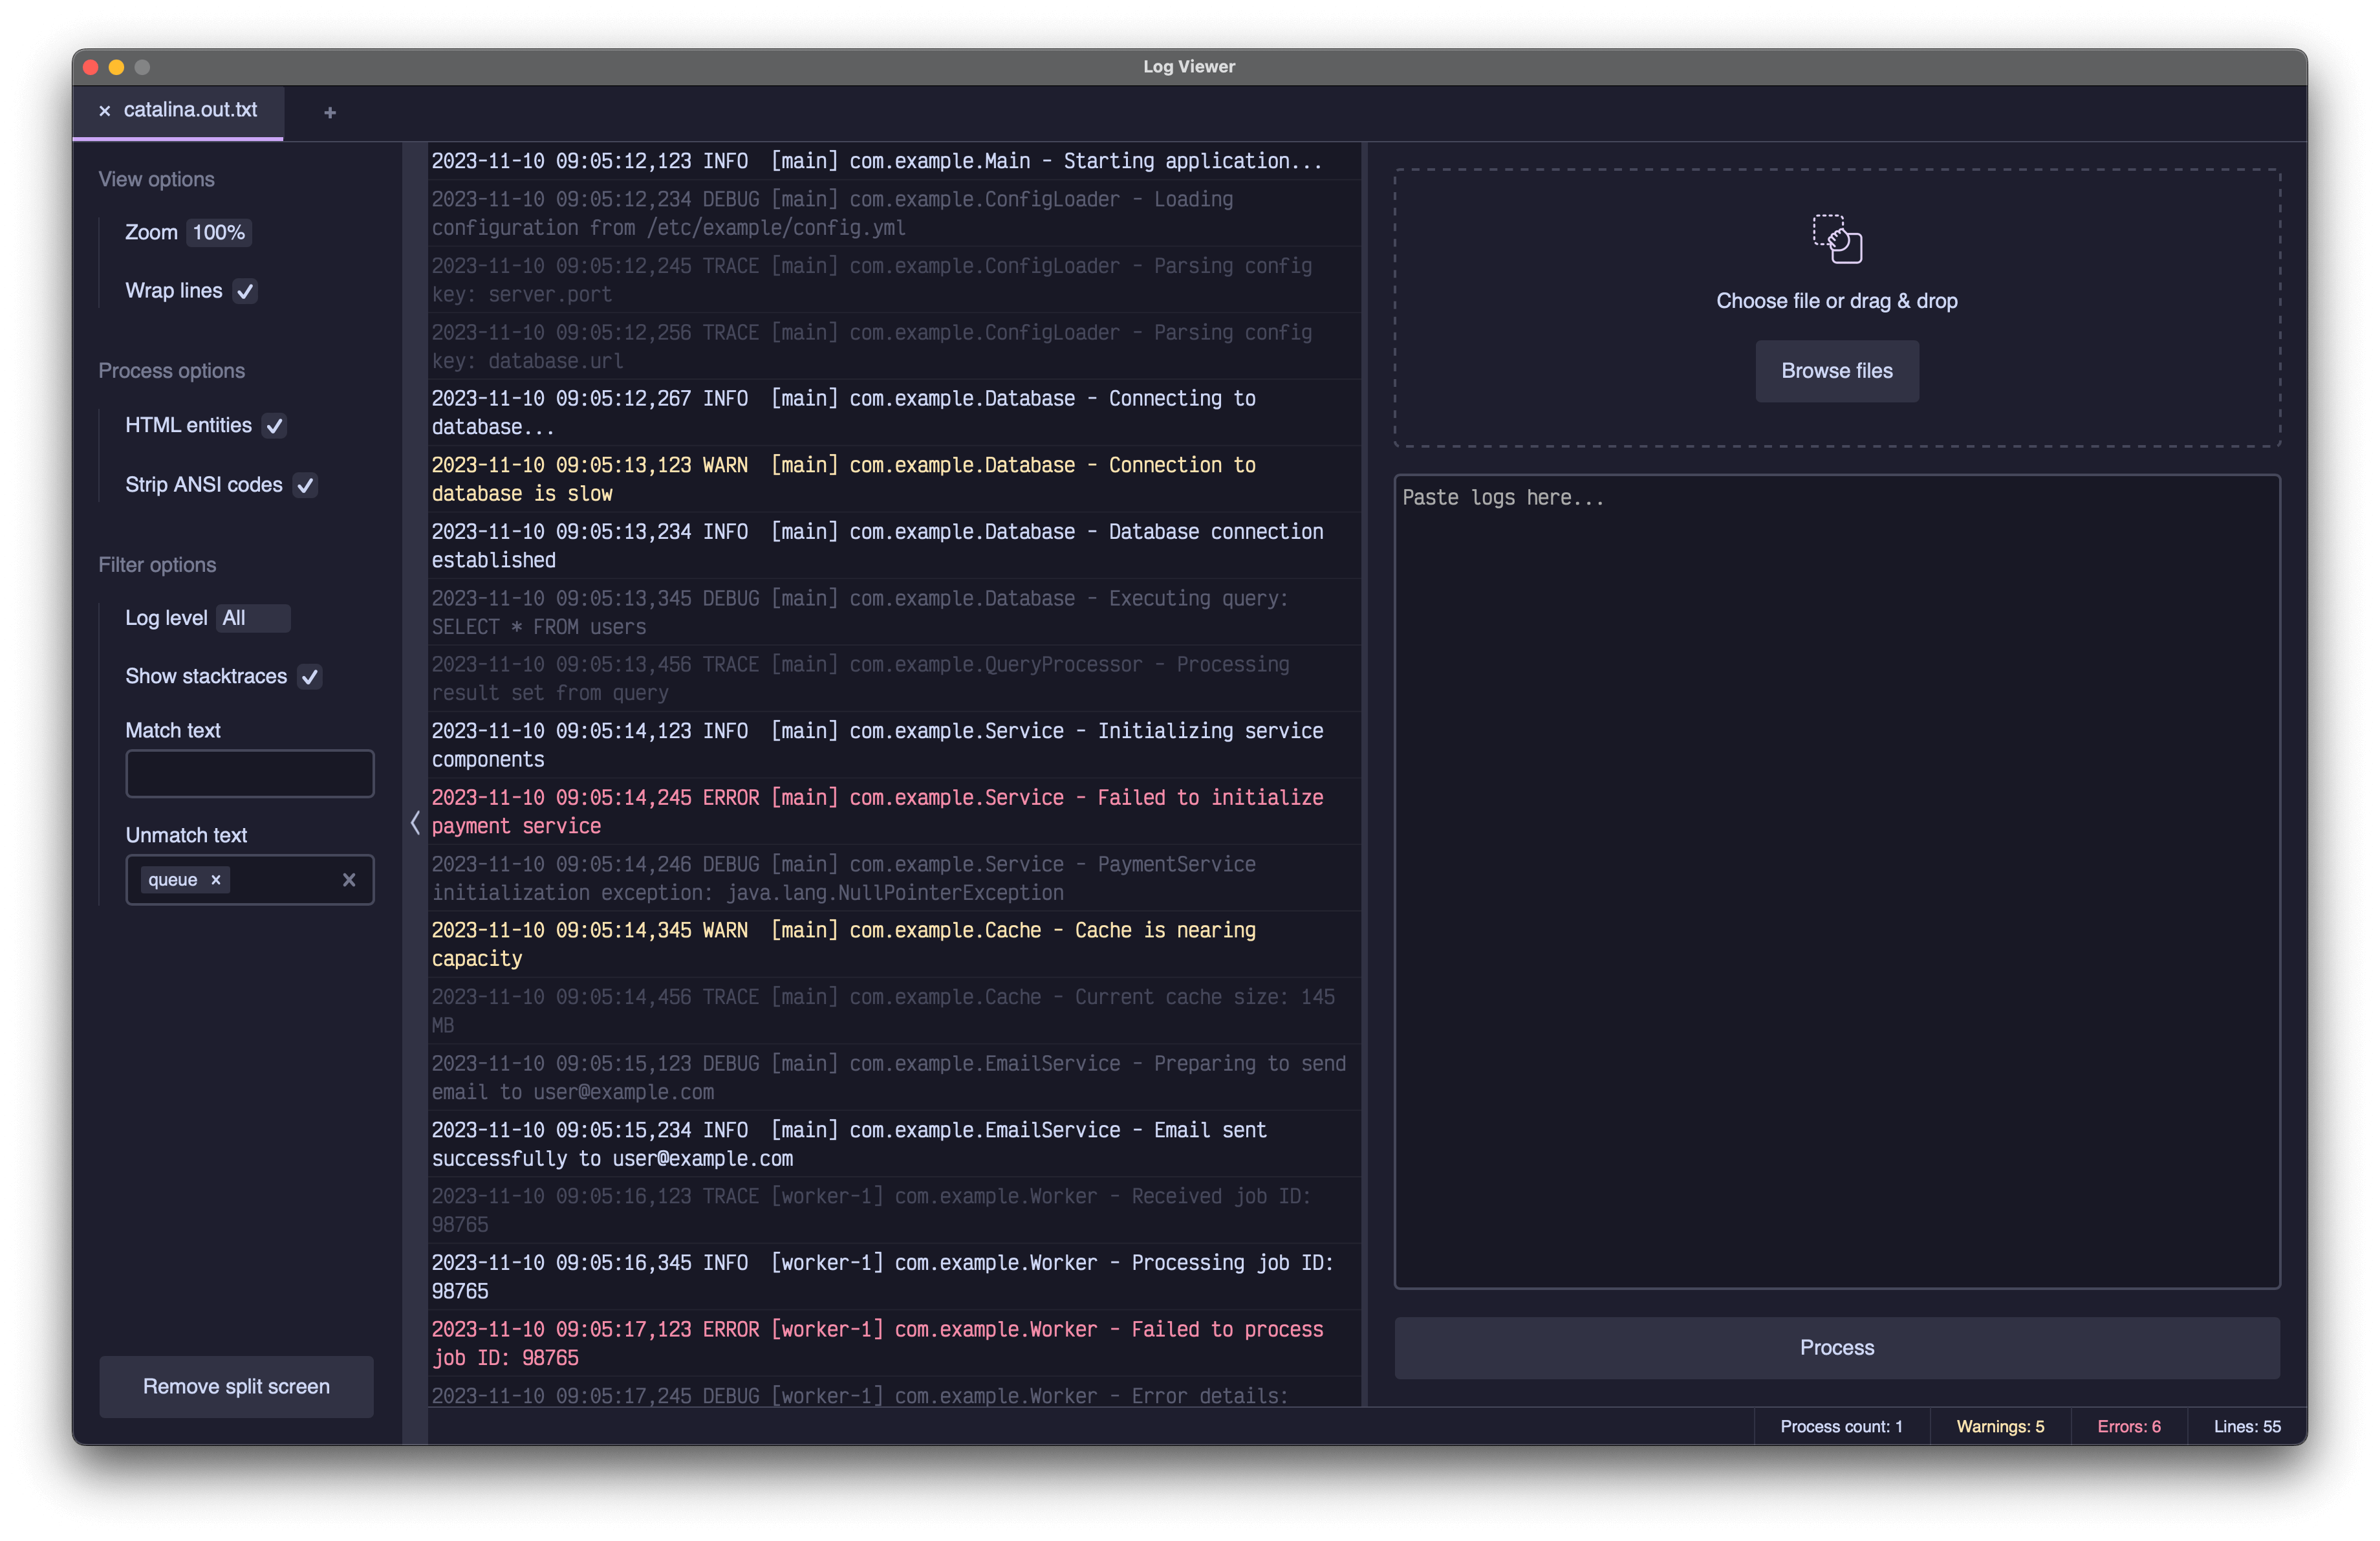 Log Viewer
× catalina.out.txt +
View options
Zoom 100%
Wrap lines
Process options
HTML entities
Strip ANSI codes
Filter options
Log level All
Show stacktraces
Match text
Unmatch text
queue × ×
Remove split screen
2023-11-10 09:05:12,123 INFO  [main] com.example.Main - Starting application...
2023-11-10 09:05:12,234 DEBUG [main] com.example.ConfigLoader - Loading
configuration from /etc/example/config.yml
2023-11-10 09:05:12,245 TRACE [main] com.example.ConfigLoader - Parsing config
key: server.port
2023-11-10 09:05:12,256 TRACE [main] com.example.ConfigLoader - Parsing config
key: database.url
2023-11-10 09:05:12,267 INFO  [main] com.example.Database - Connecting to
database...
2023-11-10 09:05:13,123 WARN  [main] com.example.Database - Connection to
database is slow
2023-11-10 09:05:13,234 INFO  [main] com.example.Database - Database connection
established
2023-11-10 09:05:13,345 DEBUG [main] com.example.Database - Executing query:
SELECT * FROM users
2023-11-10 09:05:13,456 TRACE [main] com.example.QueryProcessor - Processing
result set from query
2023-11-10 09:05:14,123 INFO  [main] com.example.Service - Initializing service
components
2023-11-10 09:05:14,245 ERROR [main] com.example.Service - Failed to initialize
payment service
2023-11-10 09:05:14,246 DEBUG [main] com.example.Service - PaymentService
initialization exception: java.lang.NullPointerException
2023-11-10 09:05:14,345 WARN  [main] com.example.Cache - Cache is nearing
capacity
2023-11-10 09:05:14,456 TRACE [main] com.example.Cache - Current cache size: 145
MB
2023-11-10 09:05:15,123 DEBUG [main] com.example.EmailService - Preparing to send
email to user@example.com
2023-11-10 09:05:15,234 INFO  [main] com.example.EmailService - Email sent
successfully to user@example.com
2023-11-10 09:05:16,123 TRACE [worker-1] com.example.Worker - Received job ID:
98765
2023-11-10 09:05:16,345 INFO  [worker-1] com.example.Worker - Processing job ID:
98765
2023-11-10 09:05:17,123 ERROR [worker-1] com.example.Worker - Failed to process
job ID: 98765
2023-11-10 09:05:17,245 DEBUG [worker-1] com.example.Worker - Error details:
Choose file or drag & drop
Browse files
Paste logs here...
Process
Process count: 1
Warnings: 5
Errors: 6
Lines: 55